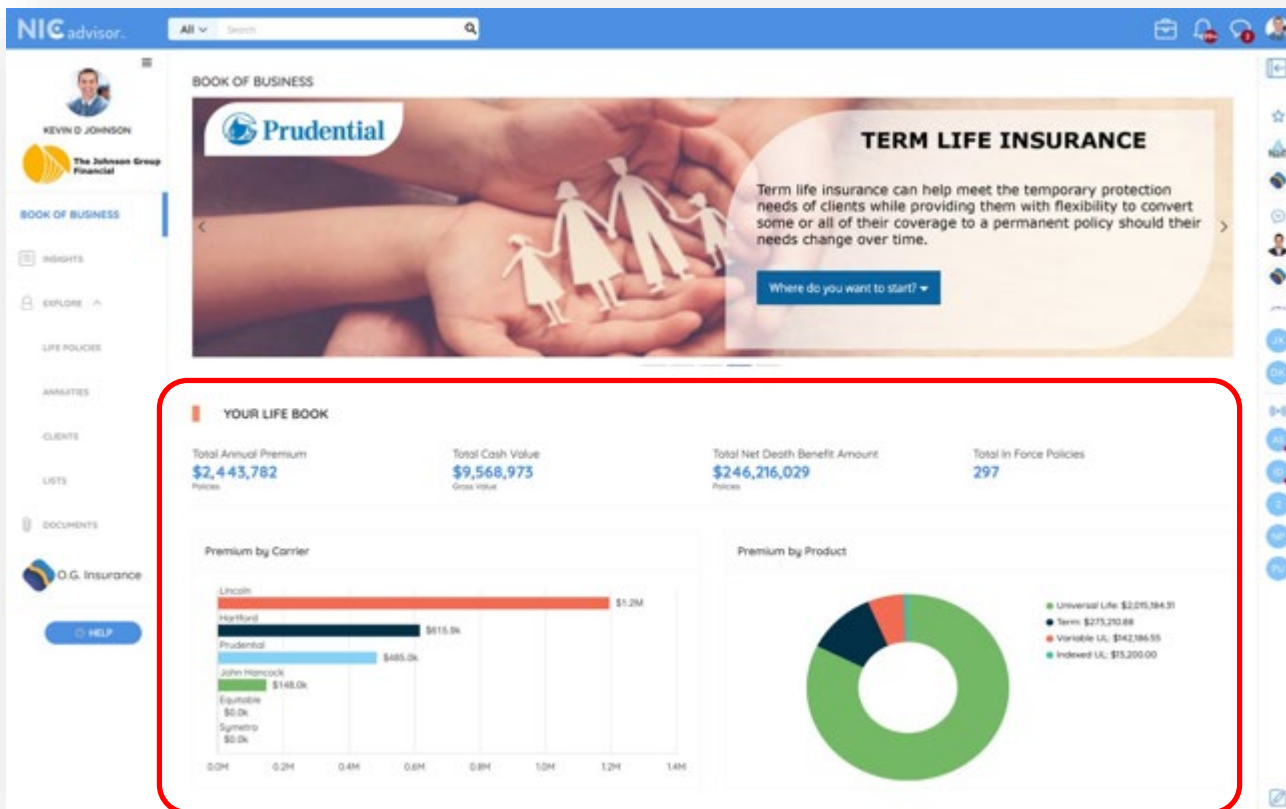 NIC advisor.
All
Search
KEVIN D JOHNSON
The Johnson Group
Financial
BOOK OF BUSINESS
INSIGHTS
EXPLORE
LIFE POLICIES
ANNUITIES
CLIENTS
LISTS
DOCUMENTS
O.G. Insurance
HELP
BOOK OF BUSINESS
Prudential
TERM LIFE INSURANCE
Term life insurance can help meet the temporary protection
needs of clients while providing them with flexibility to convert
some or all of their coverage to a permanent policy should their
needs change over time.
Where do you want to start?
YOUR LIFE BOOK
Total Annual Premium
$2,443,782
Policies
Total Cash Value
$9,568,973
Gross Value
Total Net Death Benefit Amount
$246,216,029
Policies
Total In Force Policies
297
Premium by Carrier
Lincoln
$1.2M
Hartford
$615.9k
Prudential
$485.0k
John Hancock
$148.0k
Equitable
$0.0k
Symetra
$0.0k
0.0M 0.2M 0.4M 0.6M 0.8M 1.0M 1.2M 1.4M
Premium by Product
Universal Life: $2,015,184.31
Term: $273,210.88
Variable UL: $142,186.55
Indexed UL: $13,200.00
JK
DK
NP